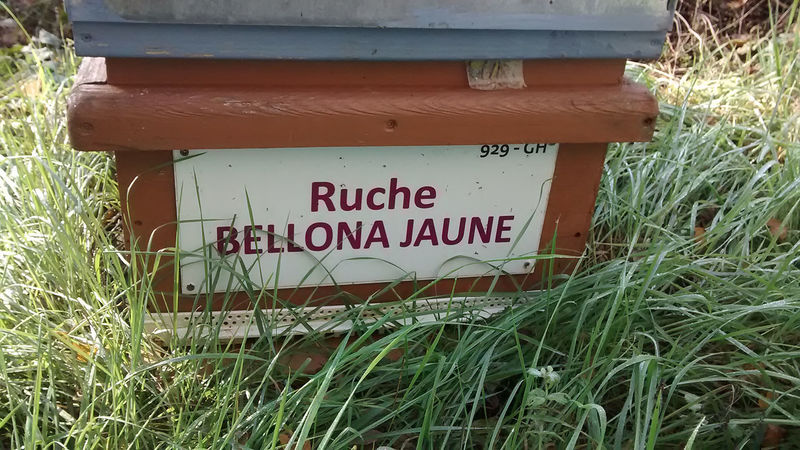 929 - GH
Ruche
BELLONA JAUNE